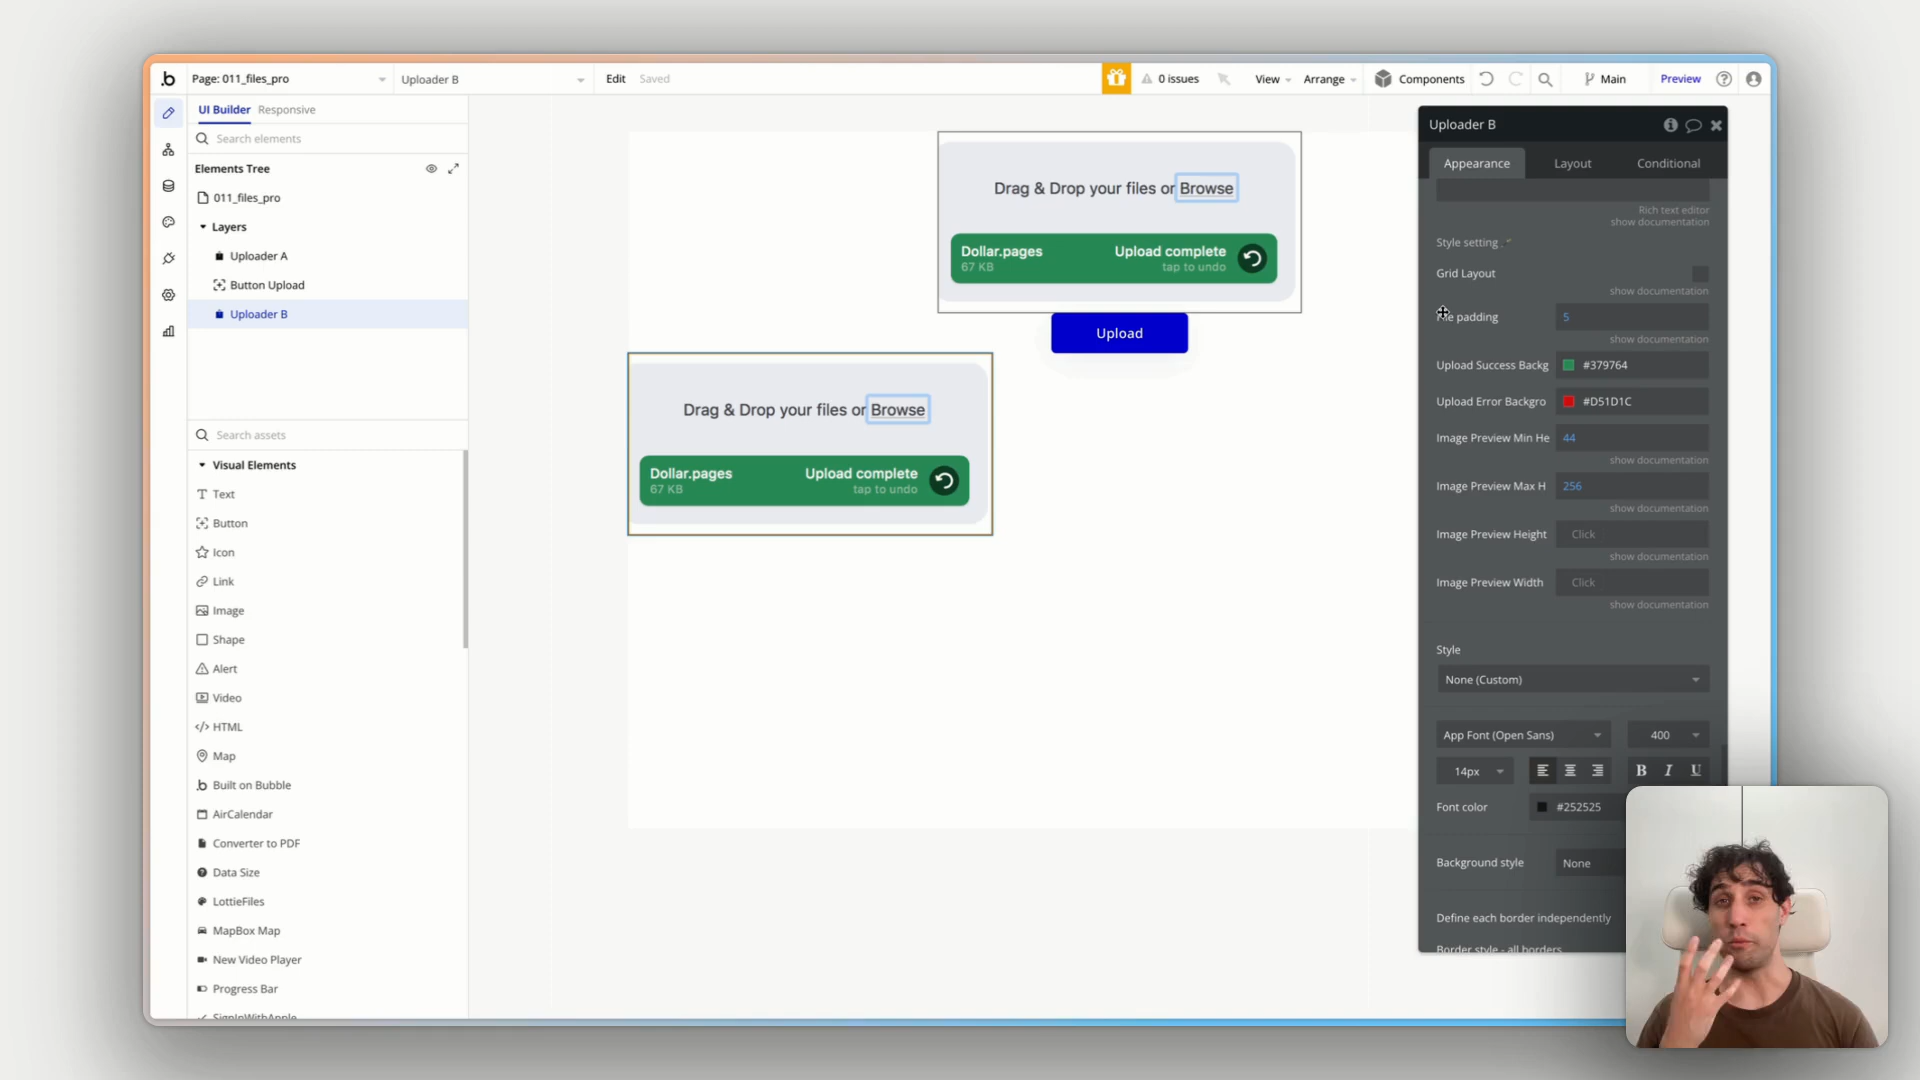 Page: 011_files_pro
Uploader B
Edit
Saved
0 issues
View
Arrange
Components
Main
Preview
UI Builder
Responsive
Search elements
Elements Tree
011_files_pro
Layers
Uploader A
Button Upload
Uploader B
Search assets
Visual Elements
Text
Button
Icon
Link
Image
Shape
Alert
Video
HTML
Map
Built on Bubble
AirCalendar
Converter to PDF
Data Size
LottieFiles
MapBox Map
New Video Player
Progress Bar
SignInWithApple
Drag & Drop your files or Browse
Dollar.pages
Upload complete
67 KB
tap to undo
Upload
Drag & Drop your files or Browse
Dollar.pages
Upload complete
67 KB
tap to undo
Uploader B
Appearance
Layout
Conditional
Rich text editor
show documentation
Style setting
Grid Layout
show documentation
File padding
5
show documentation
Upload Success Backg
#379764
Upload Error Backgro
#D51D1C
Image Preview Min He
44
show documentation
Image Preview Max H
256
show documentation
Image Preview Height
Click
show documentation
Image Preview Width
Click
show documentation
Style
None (Custom)
App Font (Open Sans)
400
14px
B I U
Font color
#252525
Background style
None
Define each border independently
Border style - all borders